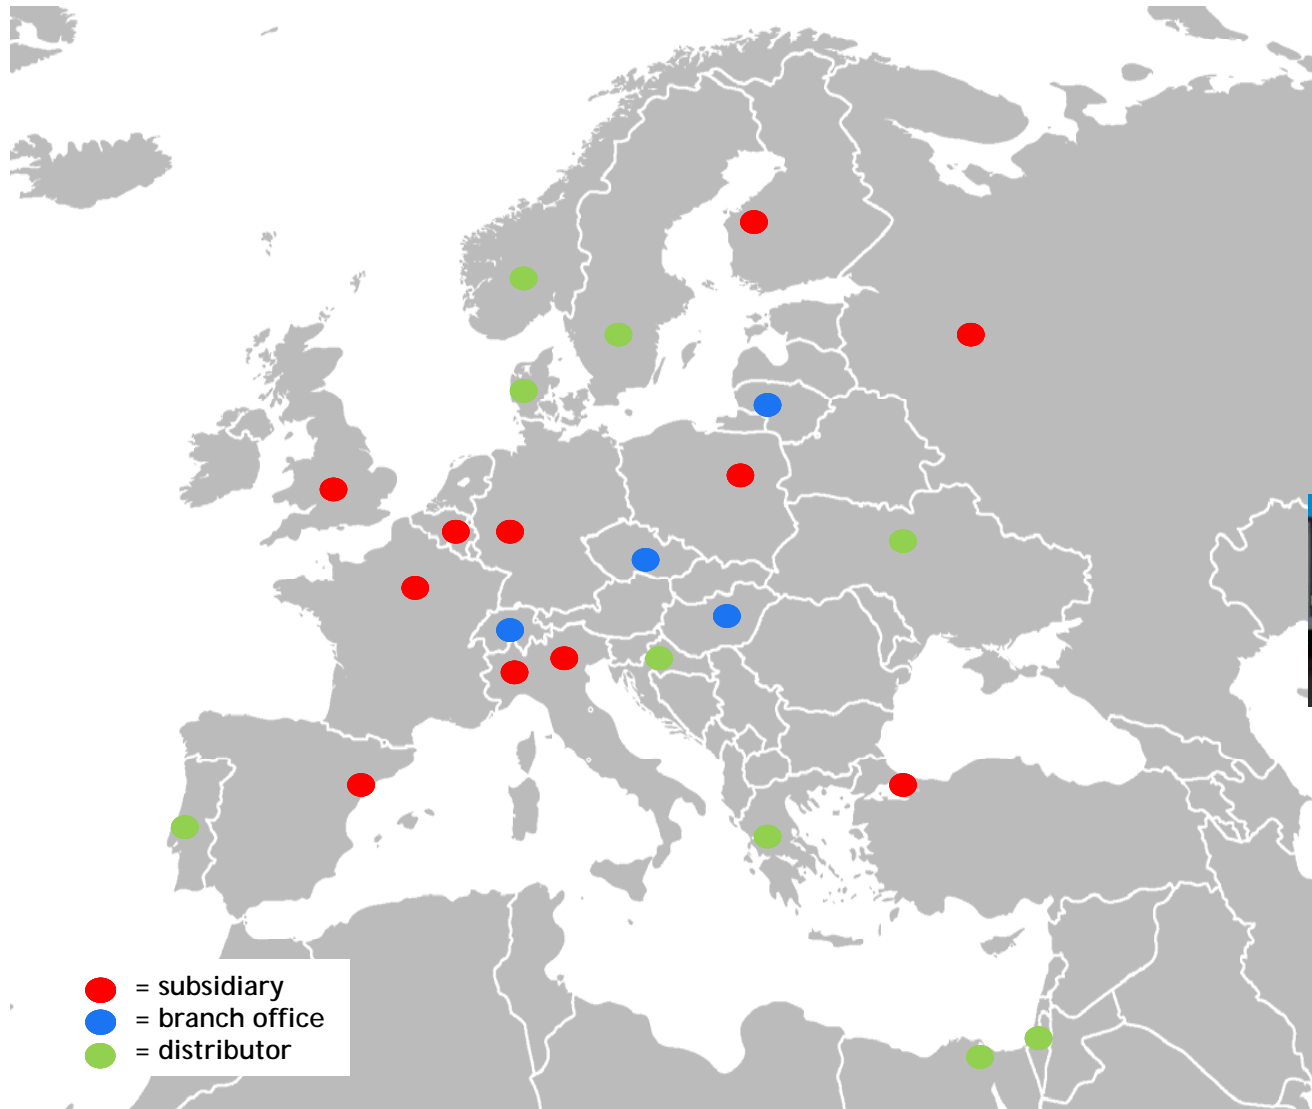 = subsidiary
= branch office
= distributor